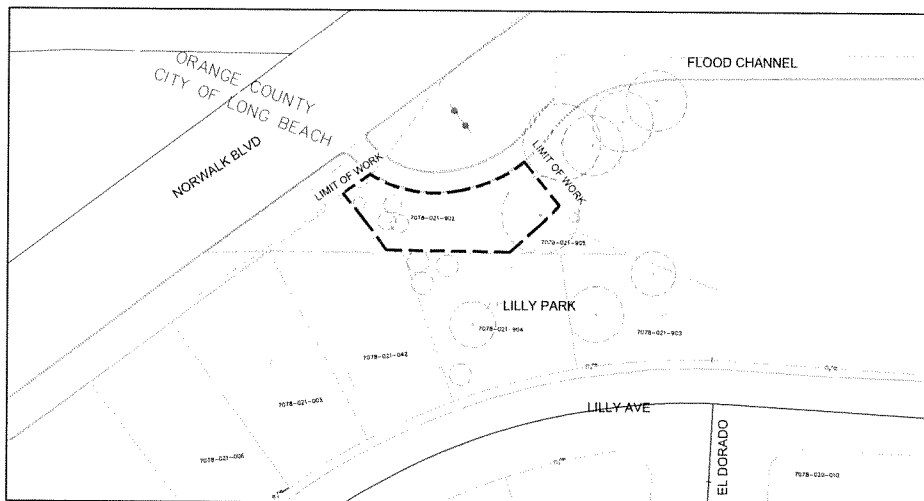 FLOOD CHANNEL
ORANGE COUNTY
CITY OF LONG BEACH
NORWALK BLVD
LIMIT OF WORK
LIMIT OF WORK
7078-021-902
7078-021-905
LILLY PARK
7078-021-904
7078-021-903
7078-021-042
7078-021-003
7078-021-006
LILLY AVE
EL DORADO
7078-020-010